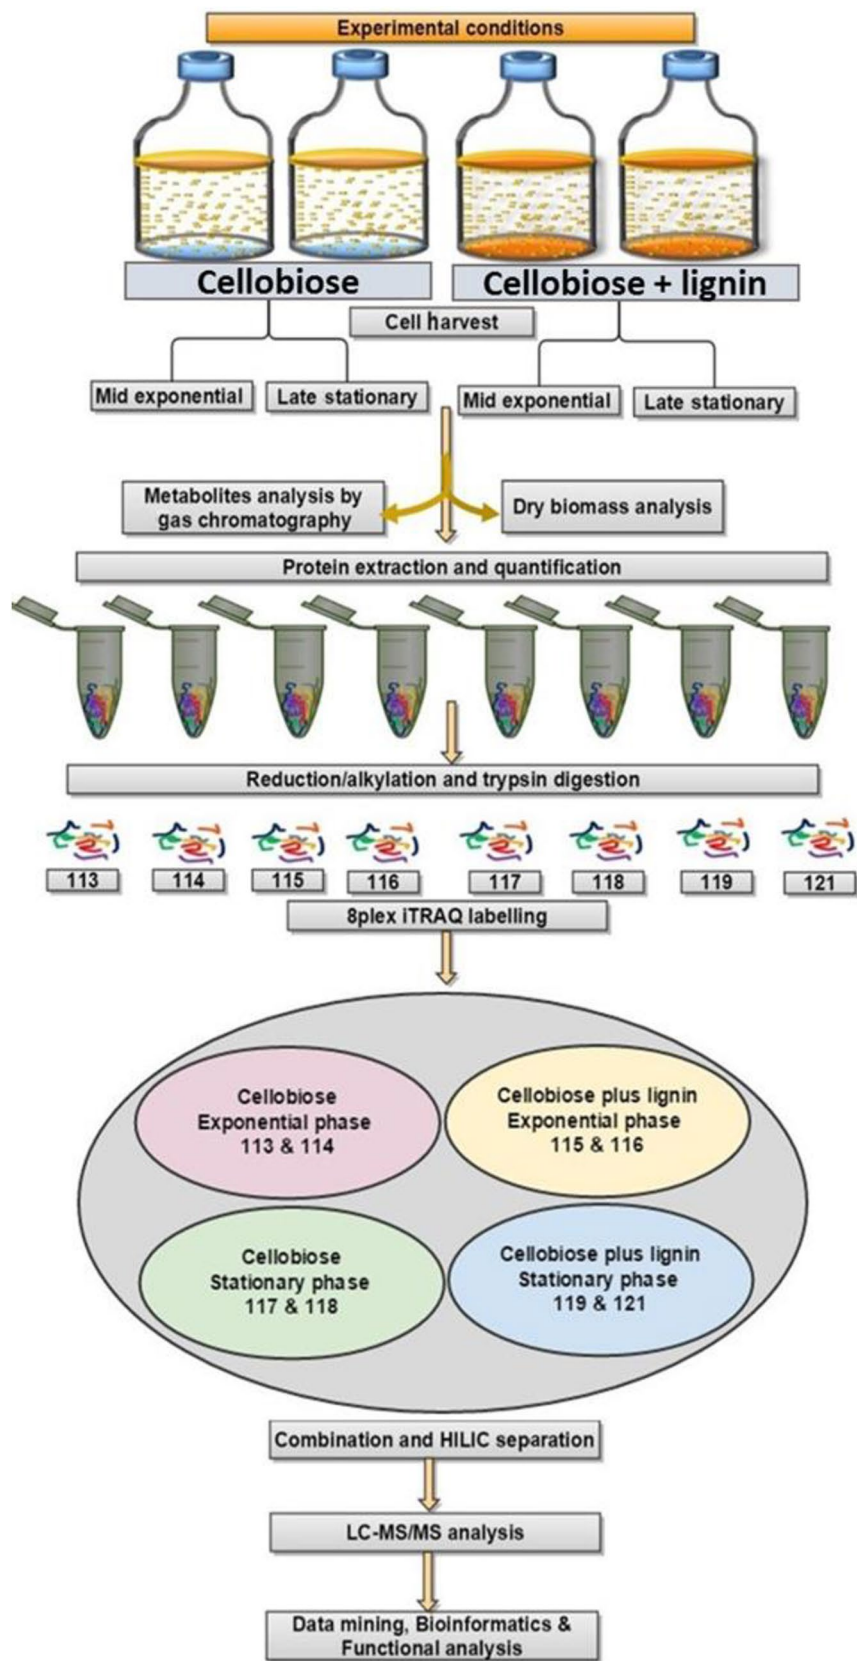 Experimental conditions
Cellobiose
Cellobiose + lignin
Cell harvest
Mid exponential
Late stationary
Mid exponential
Late stationary
Metabolites analysis by
gas chromatography
Dry biomass analysis
Protein extraction and quantification
Reduction/alkylation and trypsin digestion
113
114
115
116
117
118
119
121
8plex iTRAQ labelling
Cellobiose
Exponential phase
113 & 114
Cellobiose plus lignin
Exponential phase
115 & 116
Cellobiose
Stationary phase
117 & 118
Cellobiose plus lignin
Stationary phase
119 & 121
Combination and HILIC separation
LC-MS/MS analysis
Data mining, Bioinformatics &
Functional analysis